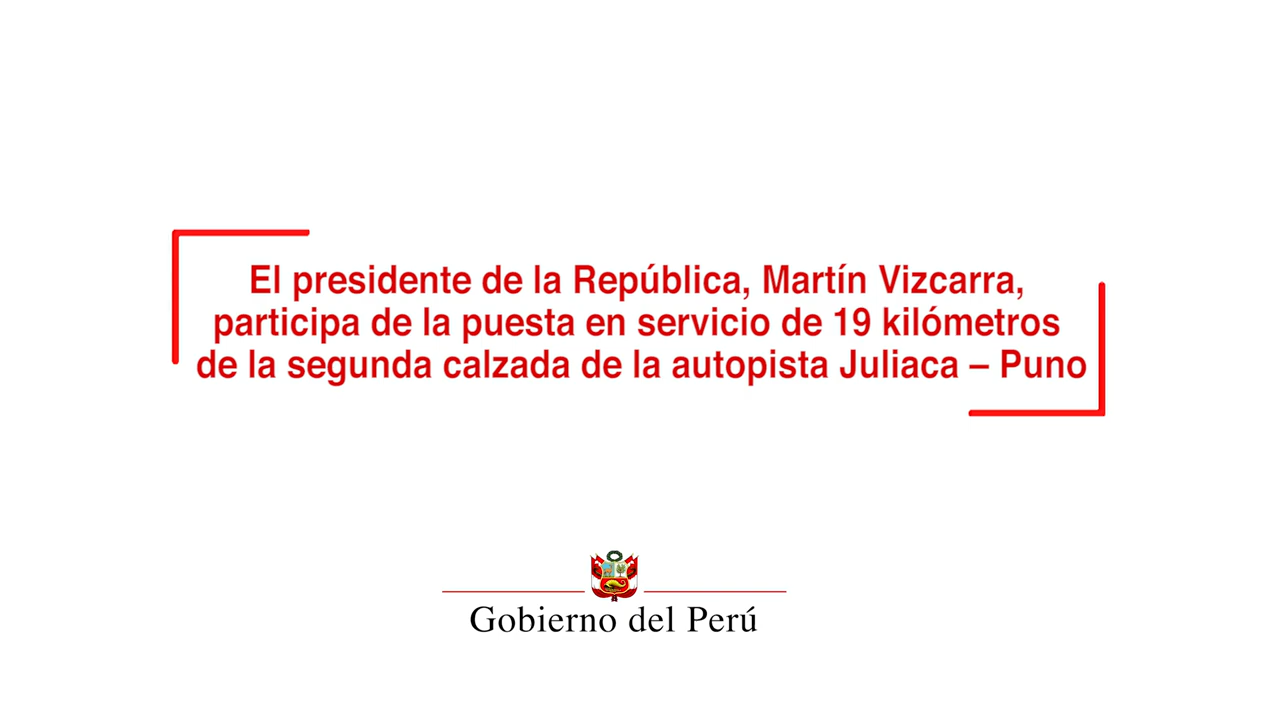 El presidente de la República, Martín Vizcarra,
participa de la puesta en servicio de 19 kilómetros
de la segunda calzada de la autopista Juliaca – Puno
Gobierno del Perú